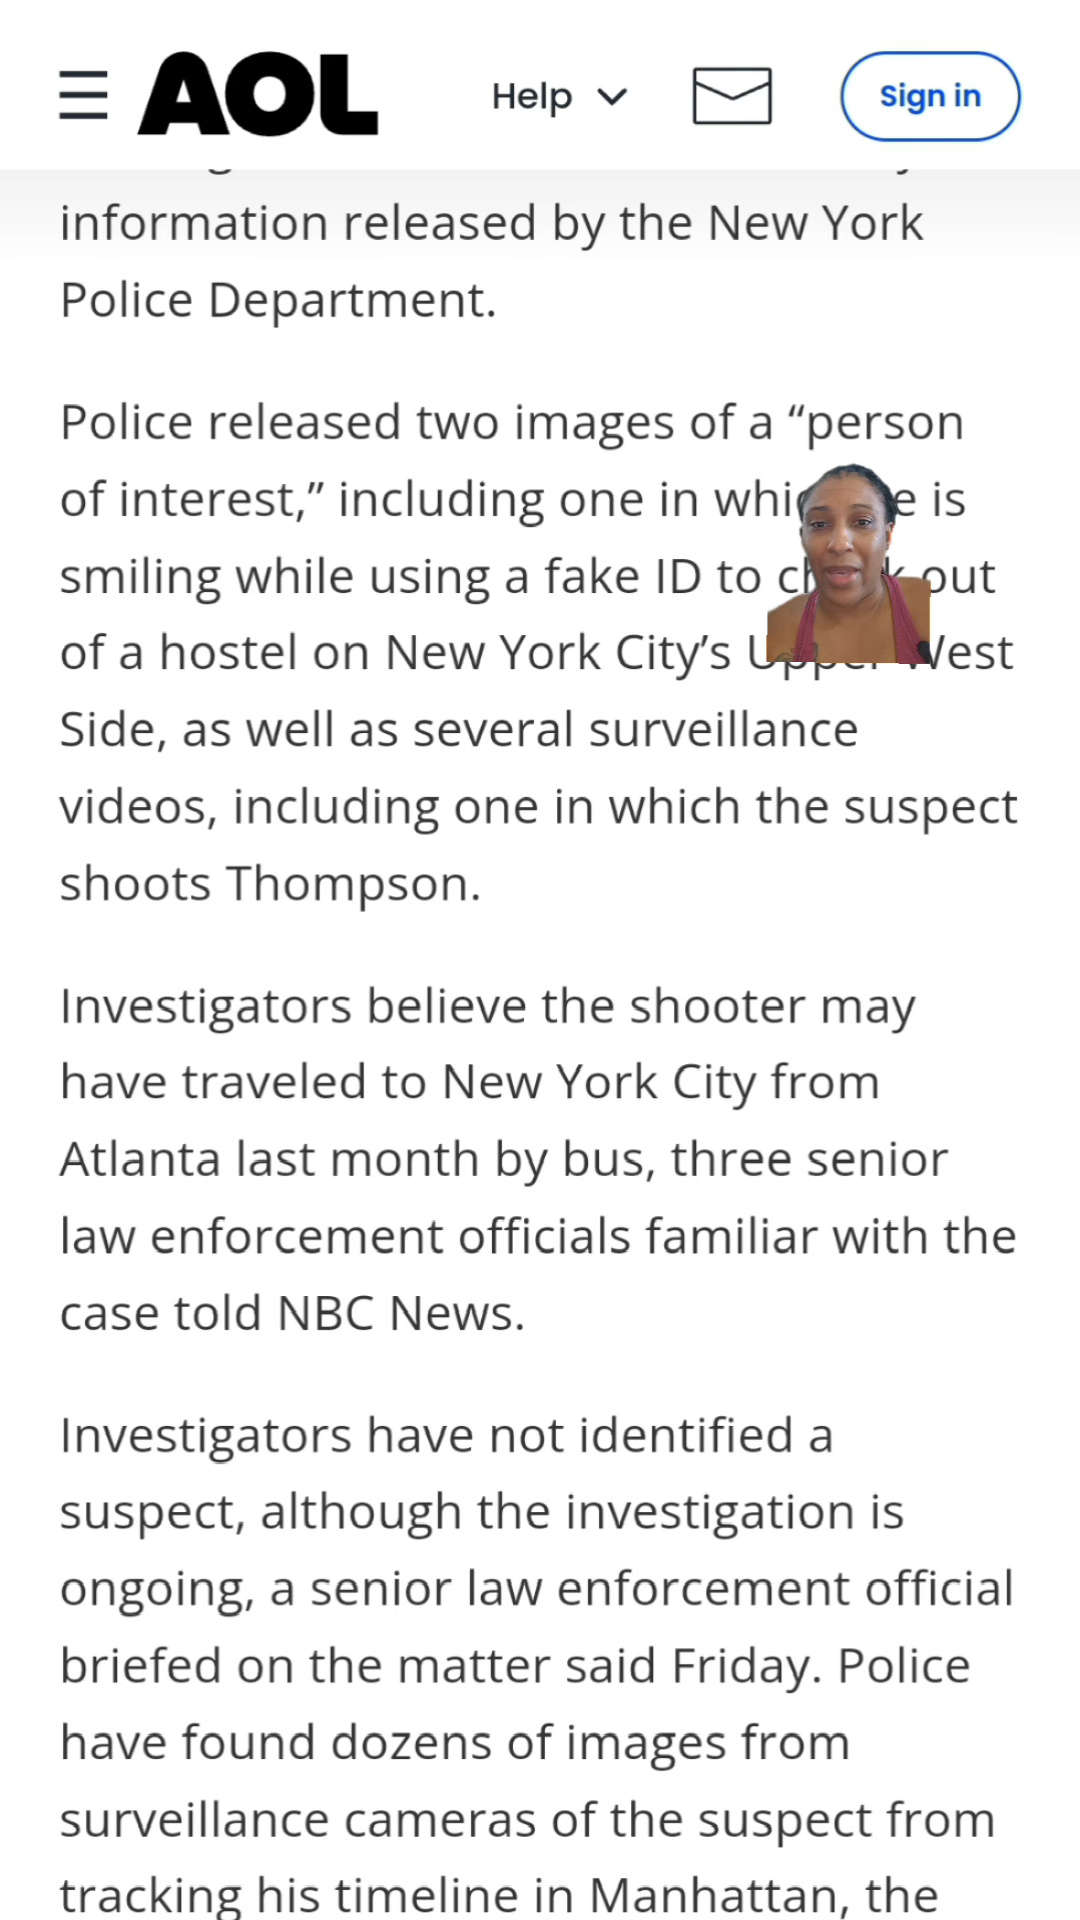 AOL Help Sign in
information released by the New York
Police Department.
Police released two images of a “person
of interest,” including one in is
smiling while using a fake ID to out
of a hostel on New York City’s West
Side, as well as several surveillance
videos, including one in which the suspect
shoots Thompson.
Investigators believe the shooter may
have traveled to New York City from
Atlanta last month by bus, three senior
law enforcement officials familiar with the
case told NBC News.
Investigators have not identified a
suspect, although the investigation is
ongoing, a senior law enforcement official
briefed on the matter said Friday. Police
have found dozens of images from
surveillance cameras of the suspect from
tracking his timeline in Manhattan, the